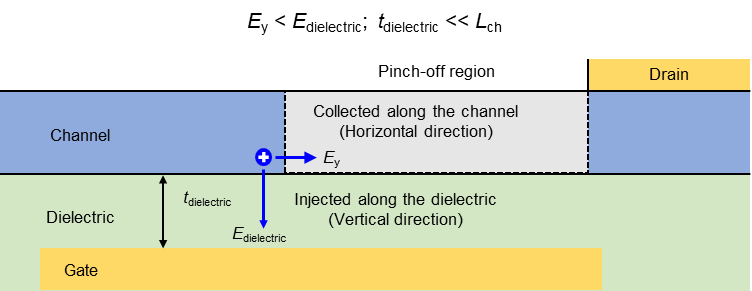 Ey < Edielectric; tdielectric << Lch
Pinch-off region
Drain
Collected along the channel
(Horizontal direction)
Channel
Ey
tdielectric
Injected along the dielectric
(Vertical direction)
Dielectric
Edielectric
Gate